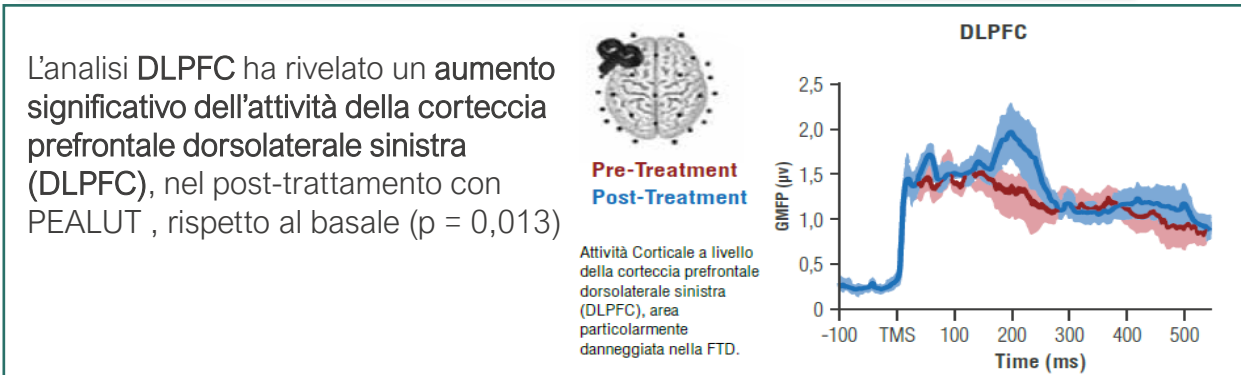 L'analisi DLPFC ha rivelato un aumento
significativo dell'attività della corteccia
prefrontale dorsolaterale sinistra
(DLPFC), nel post-trattamento con
PEALUT , rispetto al basale (p = 0,013)
Pre-Treatment
Post-Treatment
Attività Corticale a livello
della corteccia prefrontale
dorsolaterale sinistra
(DLPFC), area
particolarmente
danneggiata nella FTD.
DLPFC
GMFP (μv)
2,5
2,0
1,5
1,0
0,5
0
-100 TMS 100 200 300 400 500
Time (ms)